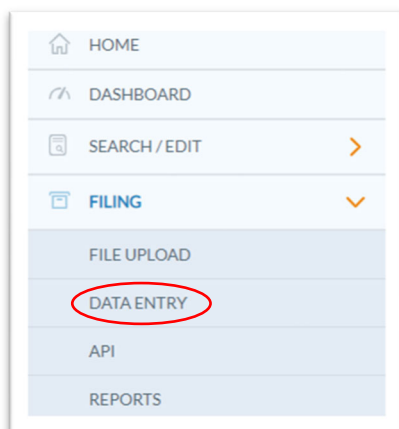 HOME
DASHBOARD
SEARCH / EDIT
FILING
FILE UPLOAD
DATA ENTRY
API
REPORTS